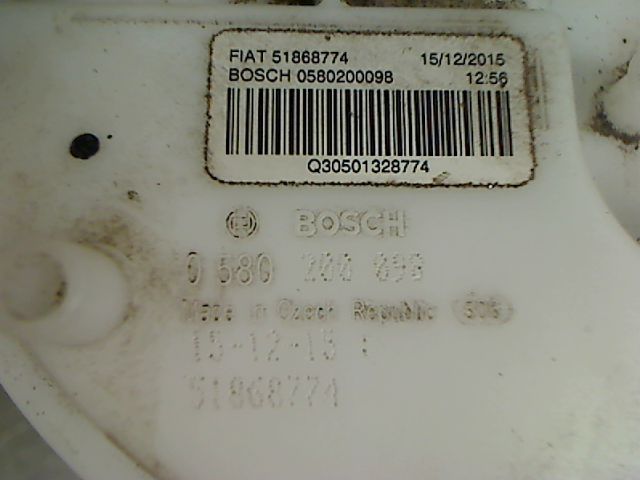 FIAT 51868774 15/12/2015
BOSCH 0580200098 12:56
Q30501328774
BOSCH
0 580 200 098
Made in Czech Republic
15-12-15 :
51868774